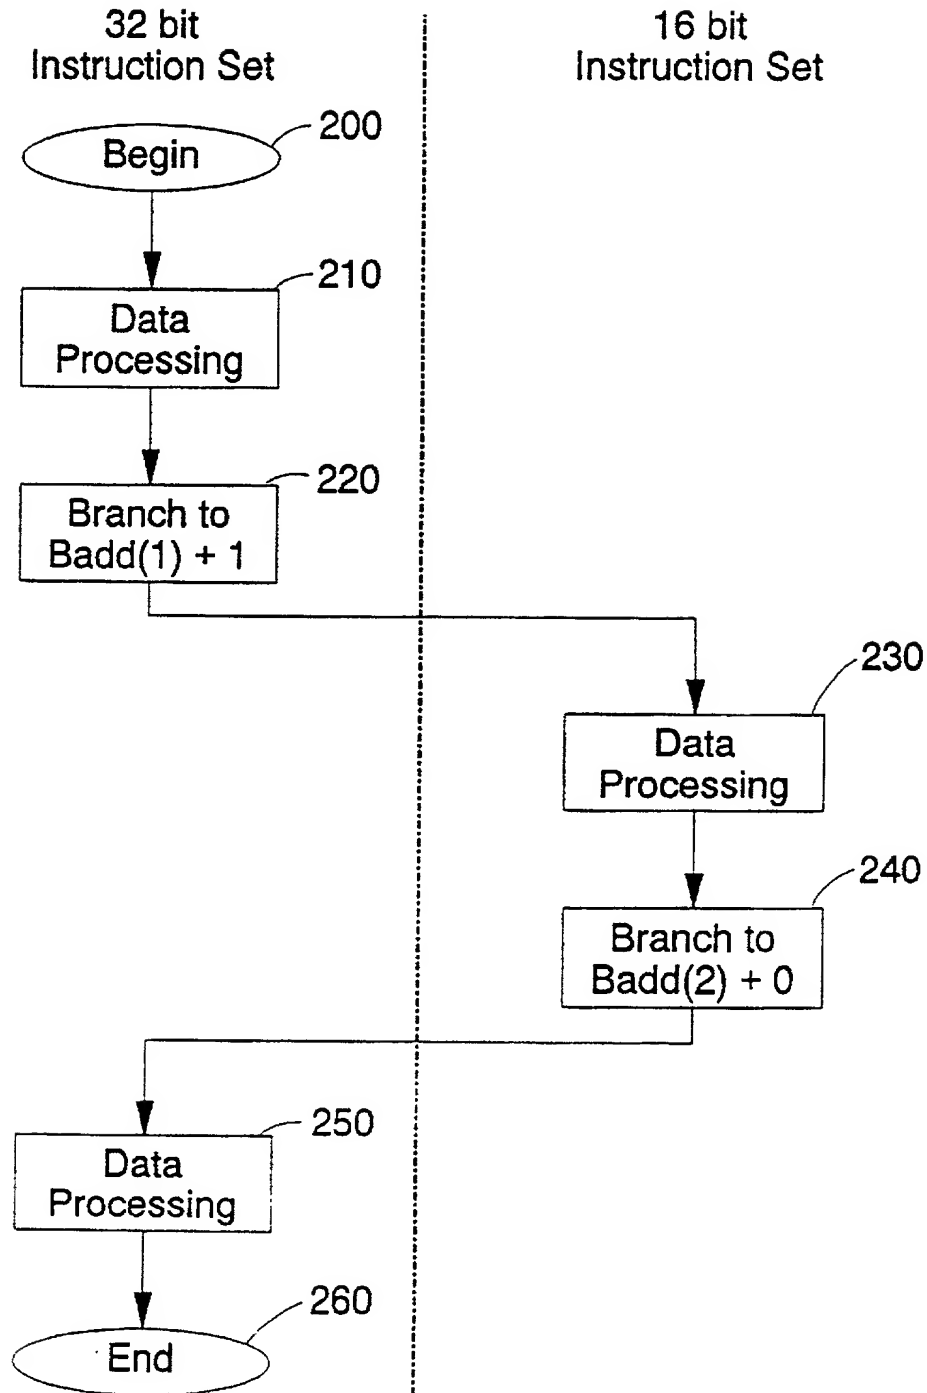 32 bit
Instruction Set
16 bit
Instruction Set
200
Begin
210
Data
Processing
220
Branch to
Badd(1) + 1
230
Data
Processing
240
Branch to
Badd(2) + 0
250
Data
Processing
260
End